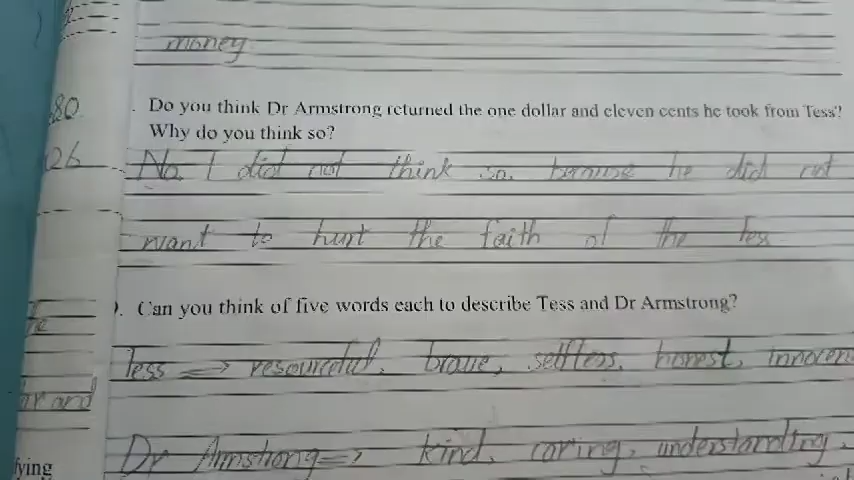 money
80
. Do you think Dr Armstrong returned the one dollar and eleven cents he took from Tess?
Why do you think so?
26
No. I did not think so. because he did not
want to hurt the faith of the Tess
). Can you think of five words each to describe Tess and Dr Armstrong?
Tess => resourceful, brave, selfless, honest, innocen
Dr Armstrong => kind, caring, understanding,
ar and
fying